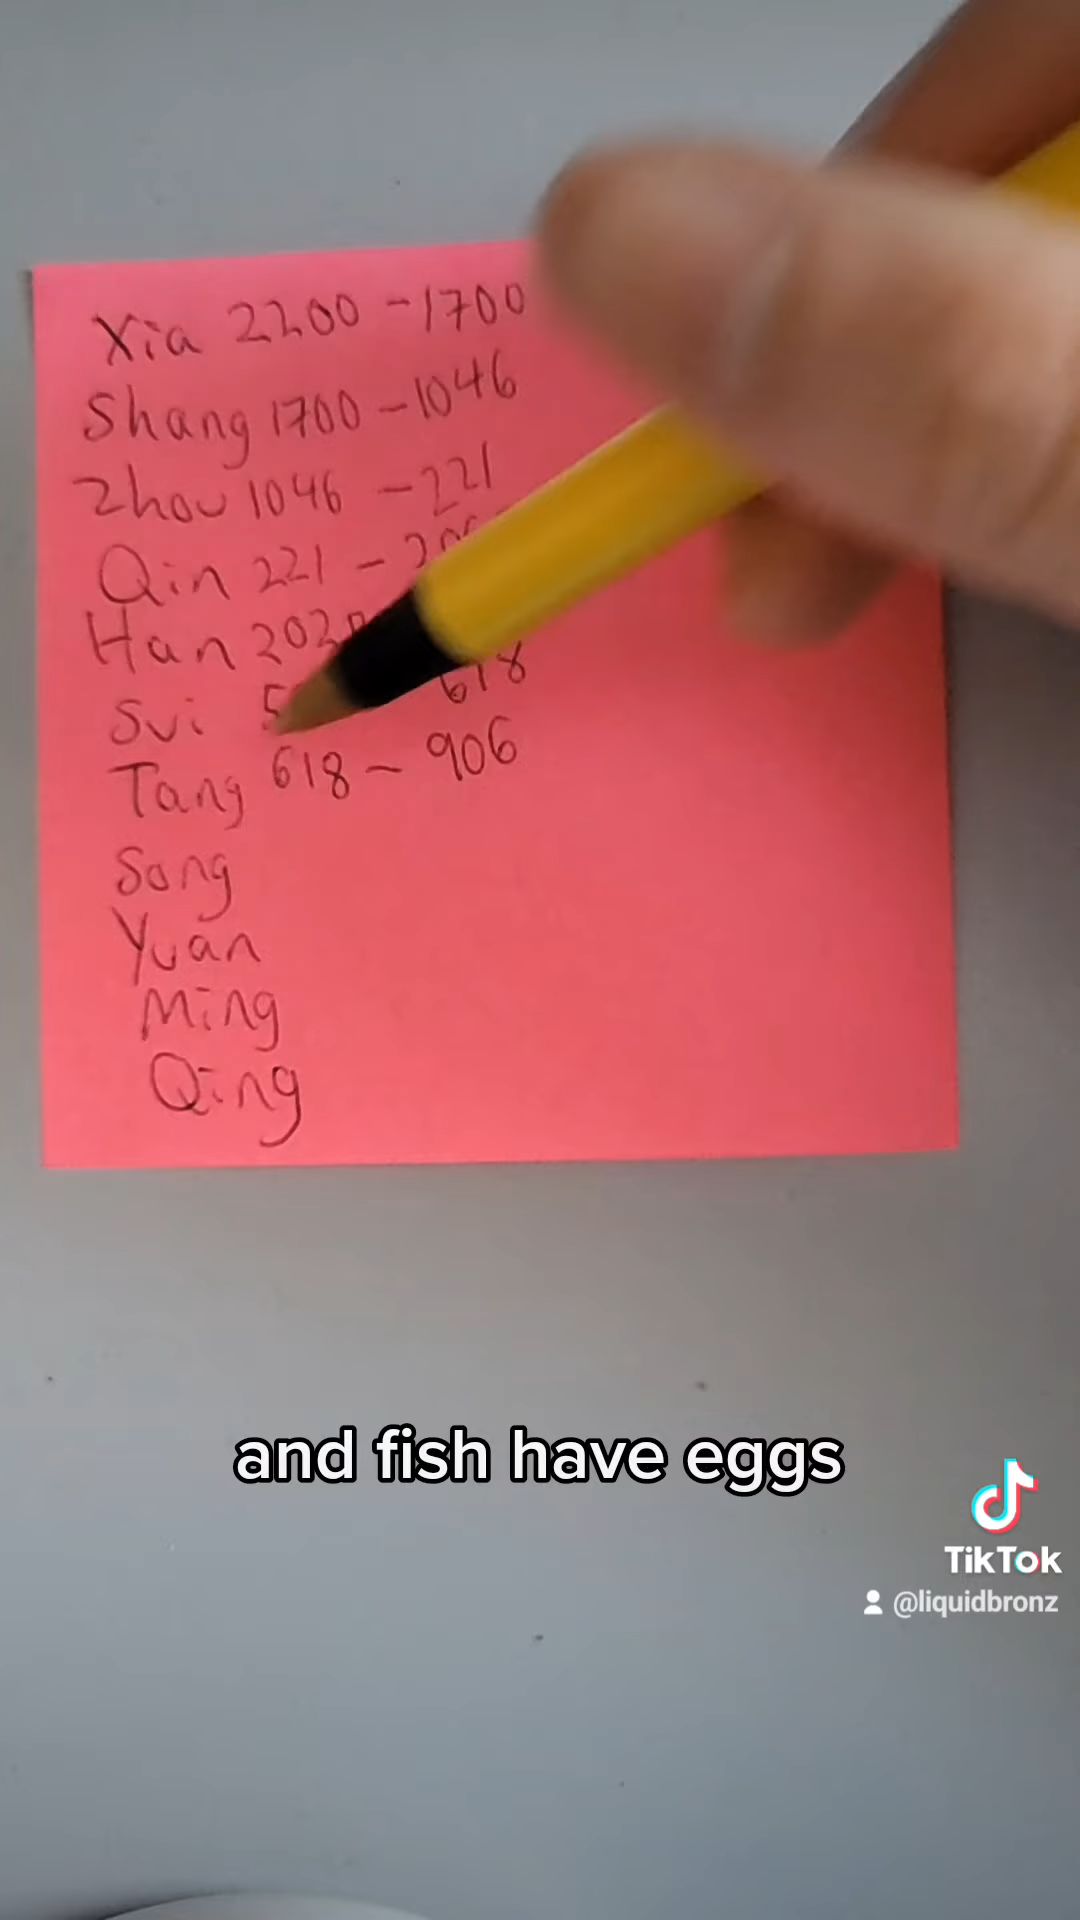 Xia 2200 - 1700
Shang 1700 - 1046
Zhou 1046 - 221
Qin 221 -
Han
Sui 618
Tang 618 - 906
Song
Yuan
Ming
Qing
and fish have eggs
TikTok
@liquidbronz